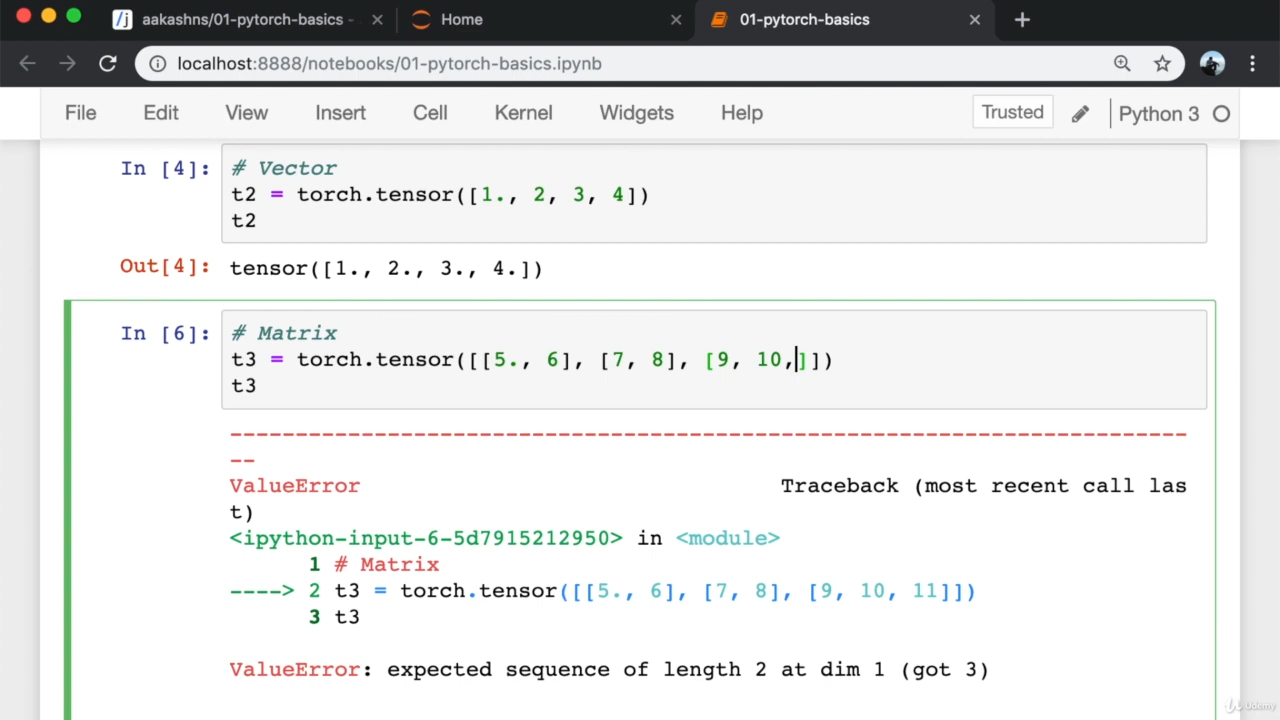 aakashns/01-pytorch-basics -
Home
01-pytorch-basics
localhost:8888/notebooks/01-pytorch-basics.ipynb
File Edit View Insert Cell Kernel Widgets Help Trusted Python 3
In [4]: # Vector
t2 = torch.tensor([1., 2, 3, 4])
t2
Out[4]: tensor([1., 2., 3., 4.])
In [6]: # Matrix
t3 = torch.tensor([[5., 6], [7, 8], [9, 10,]])
t3
---------------------------------------------------------------------------
--
ValueError Traceback (most recent call las
t)
<ipython-input-6-5d7915212950> in <module>
1 # Matrix
----> 2 t3 = torch.tensor([[5., 6], [7, 8], [9, 10, 11]])
3 t3
ValueError: expected sequence of length 2 at dim 1 (got 3)
Udemy